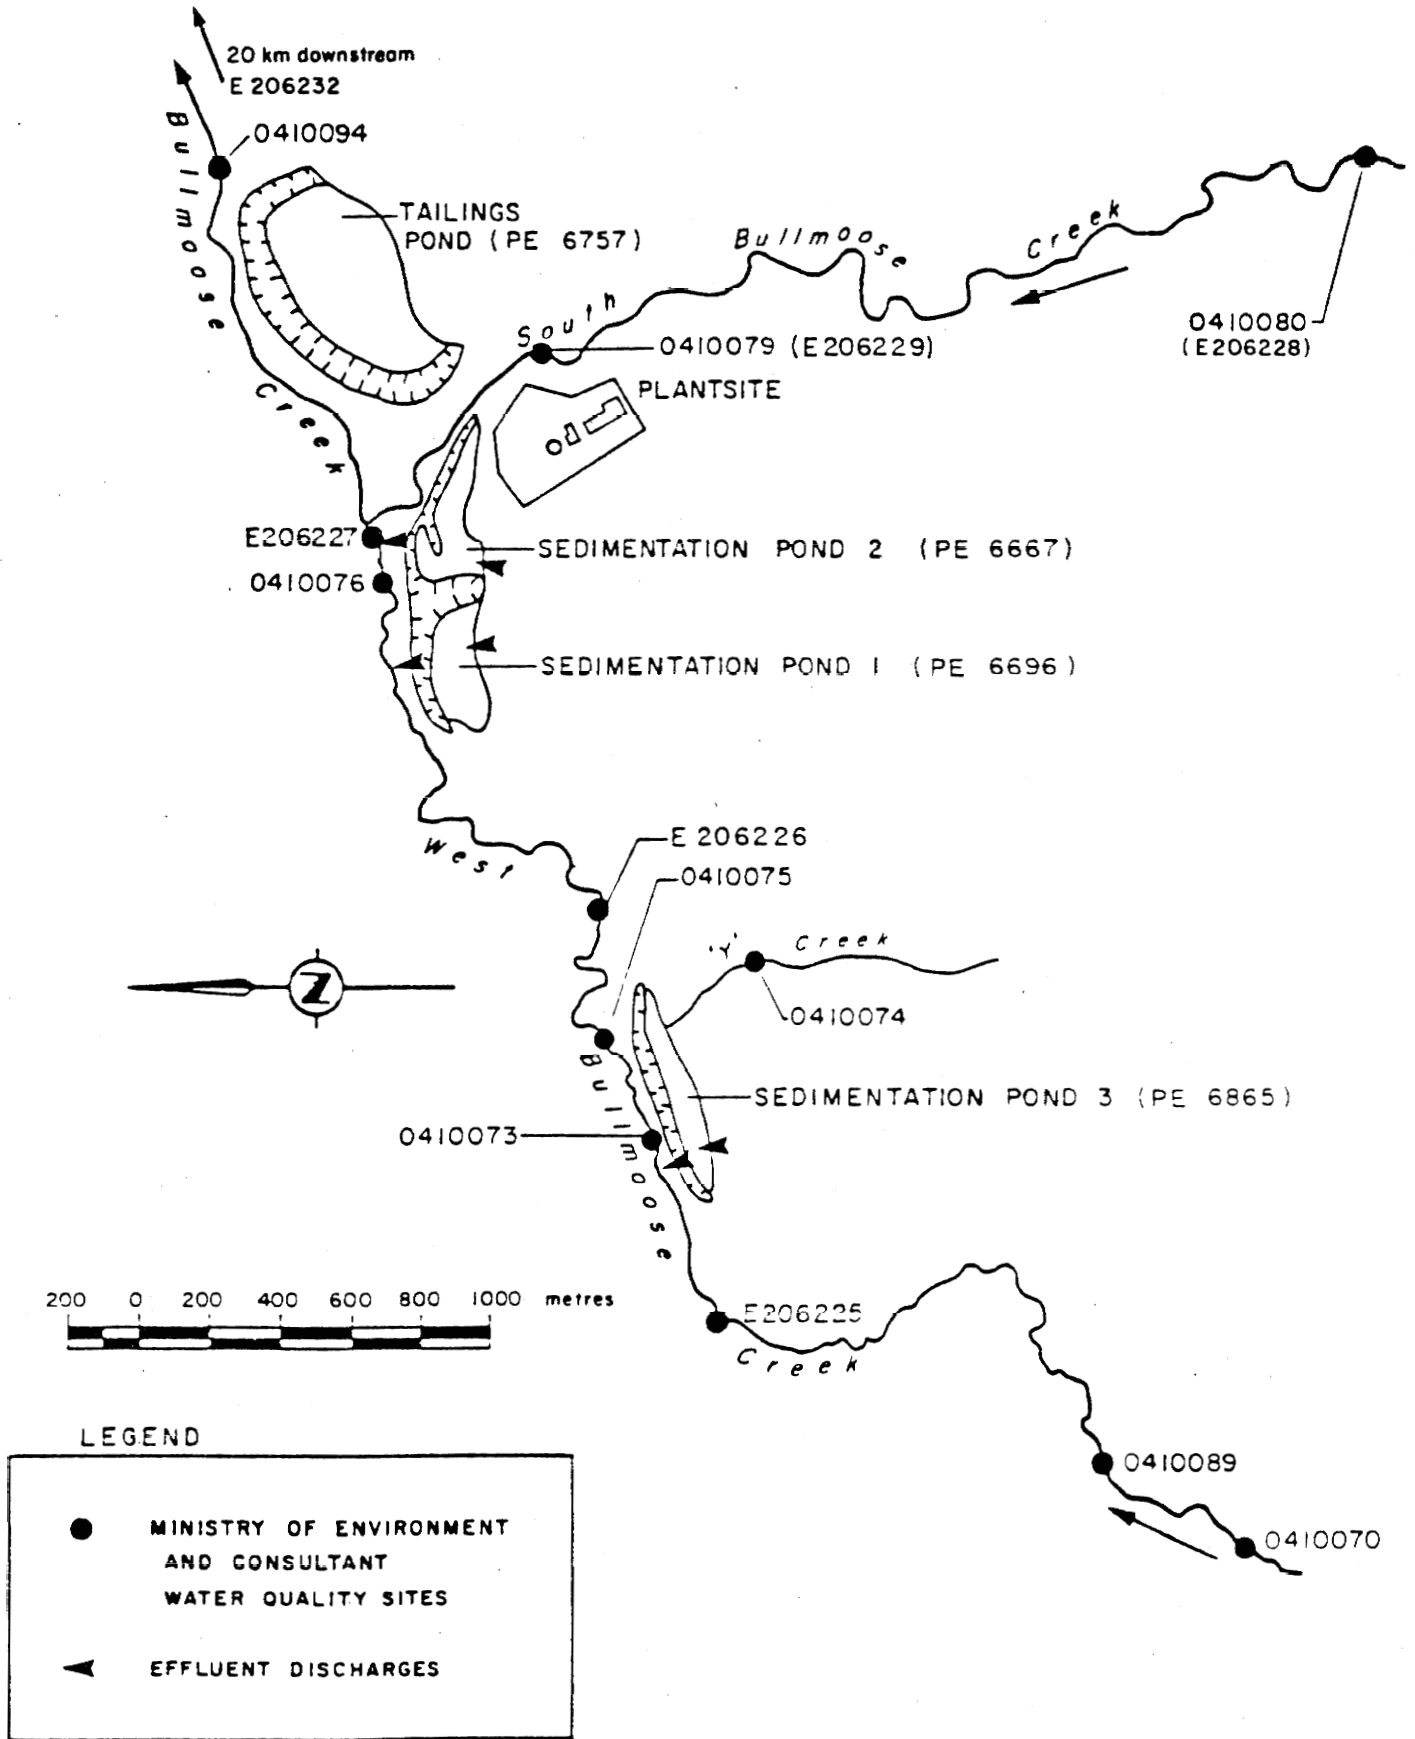 20 km downstream
E 206232
Bullmoose Creek
0410094
TAILINGS
POND (PE 6757)
South Bullmoose Creek
0410080
(E206228)
0410079 (E206229)
PLANTSITE
E206227
SEDIMENTATION POND 2 (PE 6667)
0410076
SEDIMENTATION POND 1 (PE 6696)
West Bullmoose Creek
E 206226
0410075
'Y' Creek
0410074
N
SEDIMENTATION POND 3 (PE 6865)
0410073
E206225
200 0 200 400 600 800 1000 metres
0410089
0410070
LEGEND
MINISTRY OF ENVIRONMENT
AND CONSULTANT
WATER QUALITY SITES
EFFLUENT DISCHARGES